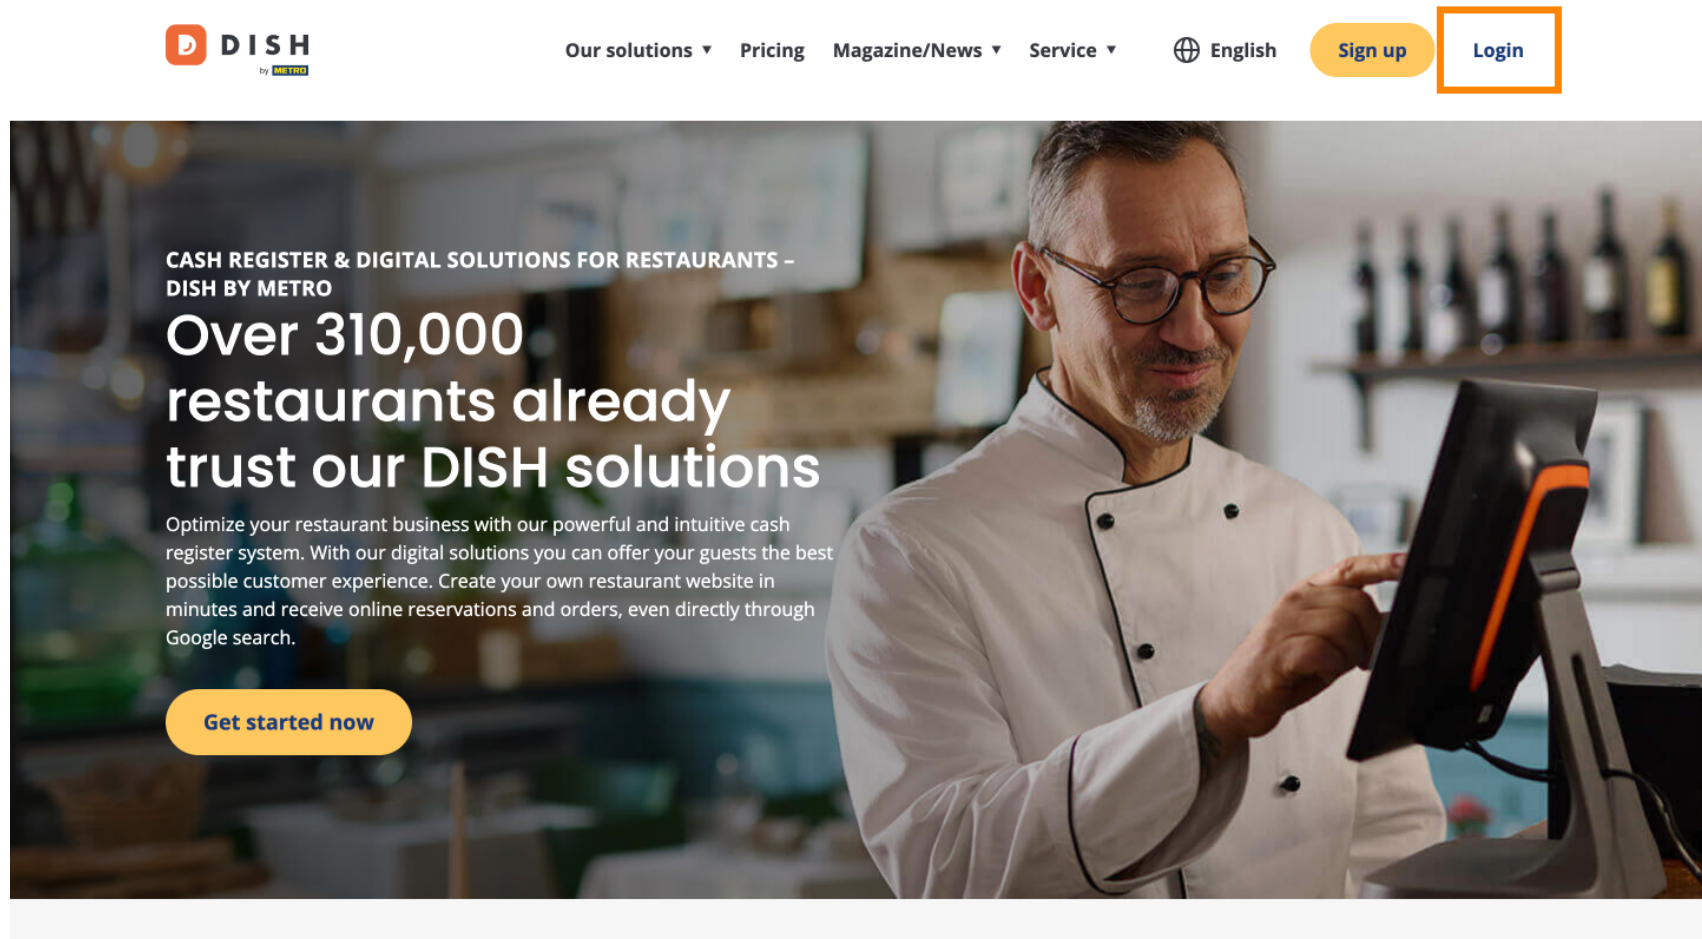 DISH
by METRO
Our solutions ▼ Pricing Magazine/News ▼ Service ▼ English Sign up Login
CASH REGISTER & DIGITAL SOLUTIONS FOR RESTAURANTS –
DISH BY METRO
Over 310,000
restaurants already
trust our DISH solutions
Optimize your restaurant business with our powerful and intuitive cash
register system. With our digital solutions you can offer your guests the best
possible customer experience. Create your own restaurant website in
minutes and receive online reservations and orders, even directly through
Google search.
Get started now